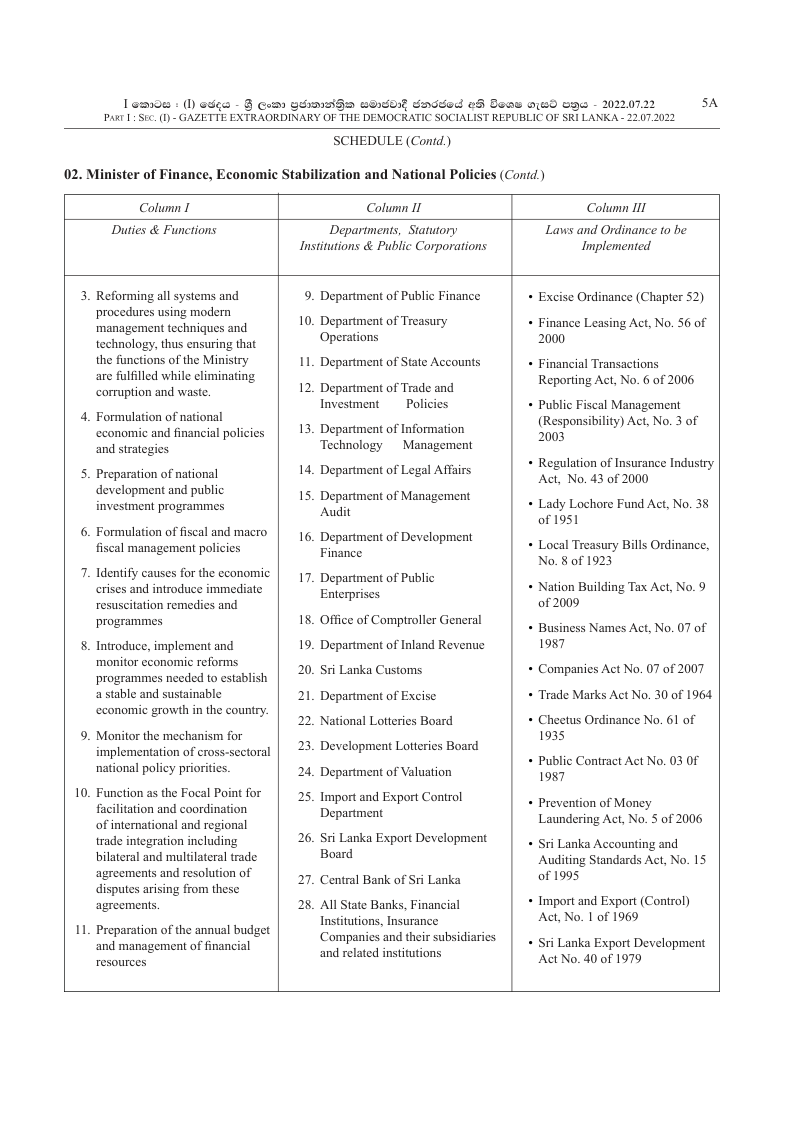 I කොටස : (I) ඡෙදය - ශ්‍රී ලංකා ප්‍රජාතාන්ත්‍රික සමාජවාදී ජනරජයේ අති විශෙෂ ගැසට් පත්‍රය - 2022.07.22
5A
PART I : SEC. (I) - GAZETTE EXTRAORDINARY OF THE DEMOCRATIC SOCIALIST REPUBLIC OF SRI LANKA - 22.07.2022
SCHEDULE (Contd.)
02. Minister of Finance, Economic Stabilization and National Policies (Contd.)
Column I
Duties & Functions
3. Reforming all systems and
procedures using modern
management techniques and
technology, thus ensuring that
the functions of the Ministry
are fulfilled while eliminating
corruption and waste.
4. Formulation of national
economic and financial policies
and strategies
5. Preparation of national
development and public
investment programmes
6. Formulation of fiscal and macro
fiscal management policies
7. Identify causes for the economic
crises and introduce immediate
resuscitation remedies and
programmes
8. Introduce, implement and
monitor economic reforms
programmes needed to establish
a stable and sustainable
economic growth in the country.
9. Monitor the mechanism for
implementation of cross-sectoral
national policy priorities.
10. Function as the Focal Point for
facilitation and coordination
of international and regional
trade integration including
bilateral and multilateral trade
agreements and resolution of
disputes arising from these
agreements.
11. Preparation of the annual budget
and management of financial
resources
Column II
Departments, Statutory
Institutions & Public Corporations
9. Department of Public Finance
10. Department of Treasury
Operations
11. Department of State Accounts
12. Department of Trade and
Investment Policies
13. Department of Information
Technology Management
14. Department of Legal Affairs
15. Department of Management
Audit
16. Department of Development
Finance
17. Department of Public
Enterprises
18. Office of Comptroller General
19. Department of Inland Revenue
20. Sri Lanka Customs
21. Department of Excise
22. National Lotteries Board
23. Development Lotteries Board
24. Department of Valuation
25. Import and Export Control
Department
26. Sri Lanka Export Development
Board
27. Central Bank of Sri Lanka
28. All State Banks, Financial
Institutions, Insurance
Companies and their subsidiaries
and related institutions
Column III
Laws and Ordinance to be
Implemented
• Excise Ordinance (Chapter 52)
• Finance Leasing Act, No. 56 of
2000
• Financial Transactions
Reporting Act, No. 6 of 2006
• Public Fiscal Management
(Responsibility) Act, No. 3 of
2003
• Regulation of Insurance Industry
Act, No. 43 of 2000
• Lady Lochore Fund Act, No. 38
of 1951
• Local Treasury Bills Ordinance,
No. 8 of 1923
• Nation Building Tax Act, No. 9
of 2009
• Business Names Act, No. 07 of
1987
• Companies Act No. 07 of 2007
• Trade Marks Act No. 30 of 1964
• Cheetus Ordinance No. 61 of
1935
• Public Contract Act No. 03 0f
1987
• Prevention of Money
Laundering Act, No. 5 of 2006
• Sri Lanka Accounting and
Auditing Standards Act, No. 15
of 1995
• Import and Export (Control)
Act, No. 1 of 1969
• Sri Lanka Export Development
Act No. 40 of 1979